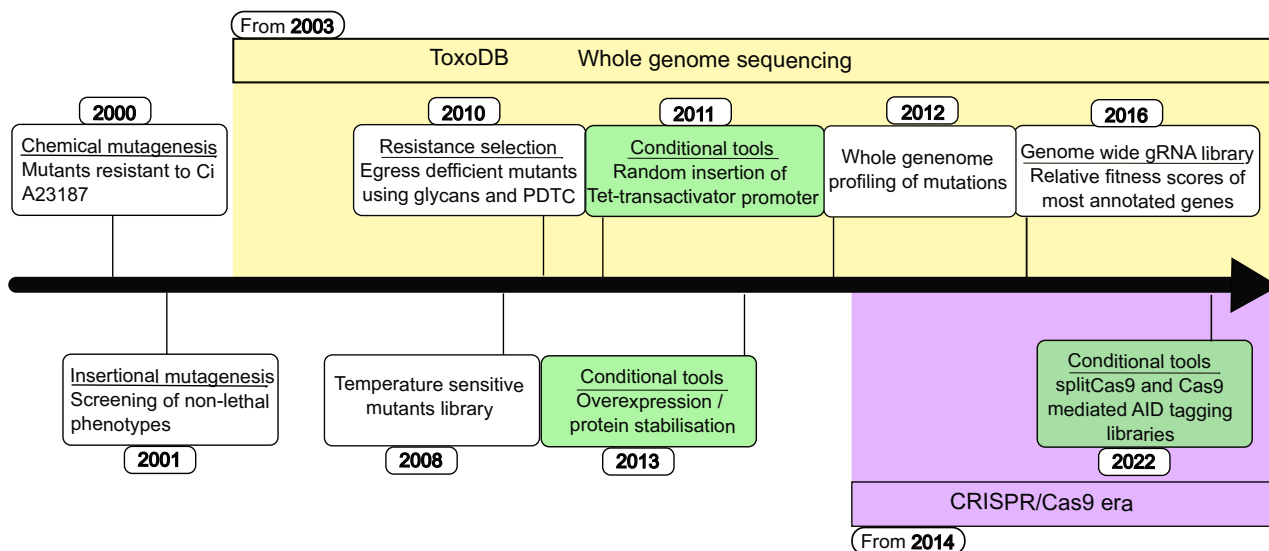 From 2003
ToxoDB Whole genome sequencing
2000
Chemical mutagenesis
Mutants resistant to Ci
A23187
2010
Resistance selection
Egress defficient mutants
using glycans and PDTC
2011
Conditional tools
Random insertion of
Tet-transactivator promoter
2012
Whole genenome
profiling of mutations
2016
Genome wide gRNA library
Relative fitness scores of
most annotated genes
Insertional mutagenesis
Screening of non-lethal
phenotypes
2001
Temperature sensitive
mutants library
2008
Conditional tools
Overexpression /
protein stabilisation
2013
Conditional tools
splitCas9 and Cas9
mediated AID tagging
libraries
2022
CRISPR/Cas9 era
From 2014